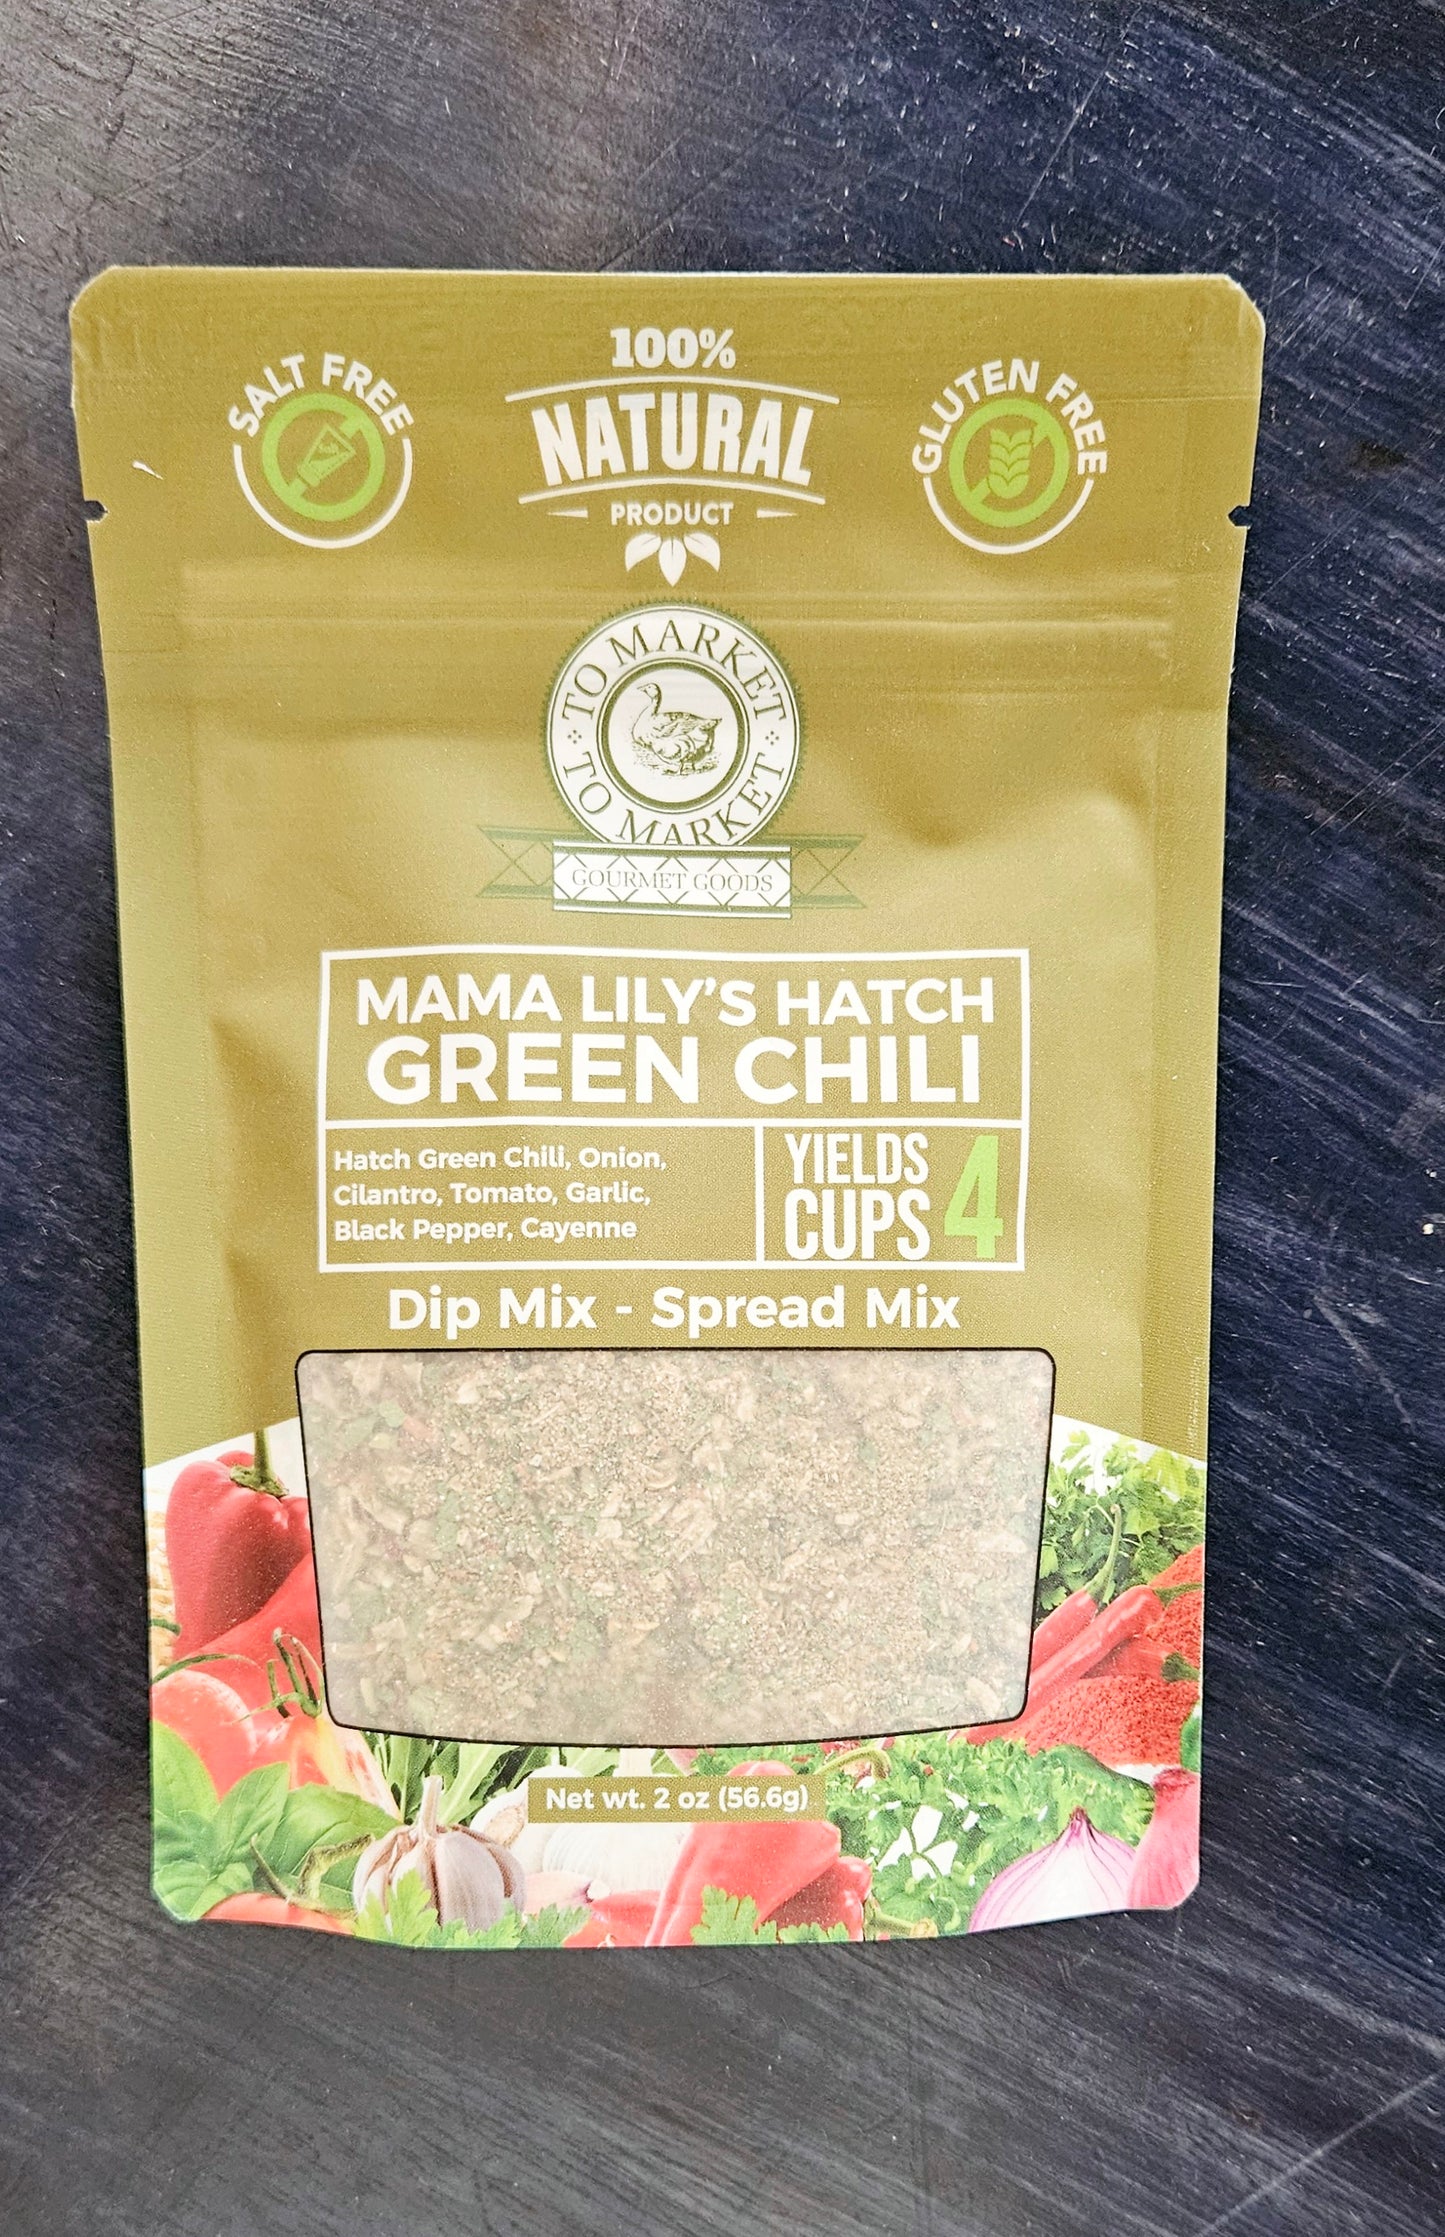 SALT FREE
100%
NATURAL
PRODUCT
GLUTEN FREE
TO MARKET
TO MARKET
GOURMET GOODS
MAMA LILY'S HATCH
GREEN CHILI
Hatch Green Chili, Onion,
Cilantro, Tomato, Garlic,
Black Pepper, Cayenne
YIELDS
CUPS 4
Dip Mix - Spread Mix
Net wt. 2 oz (56.6g)